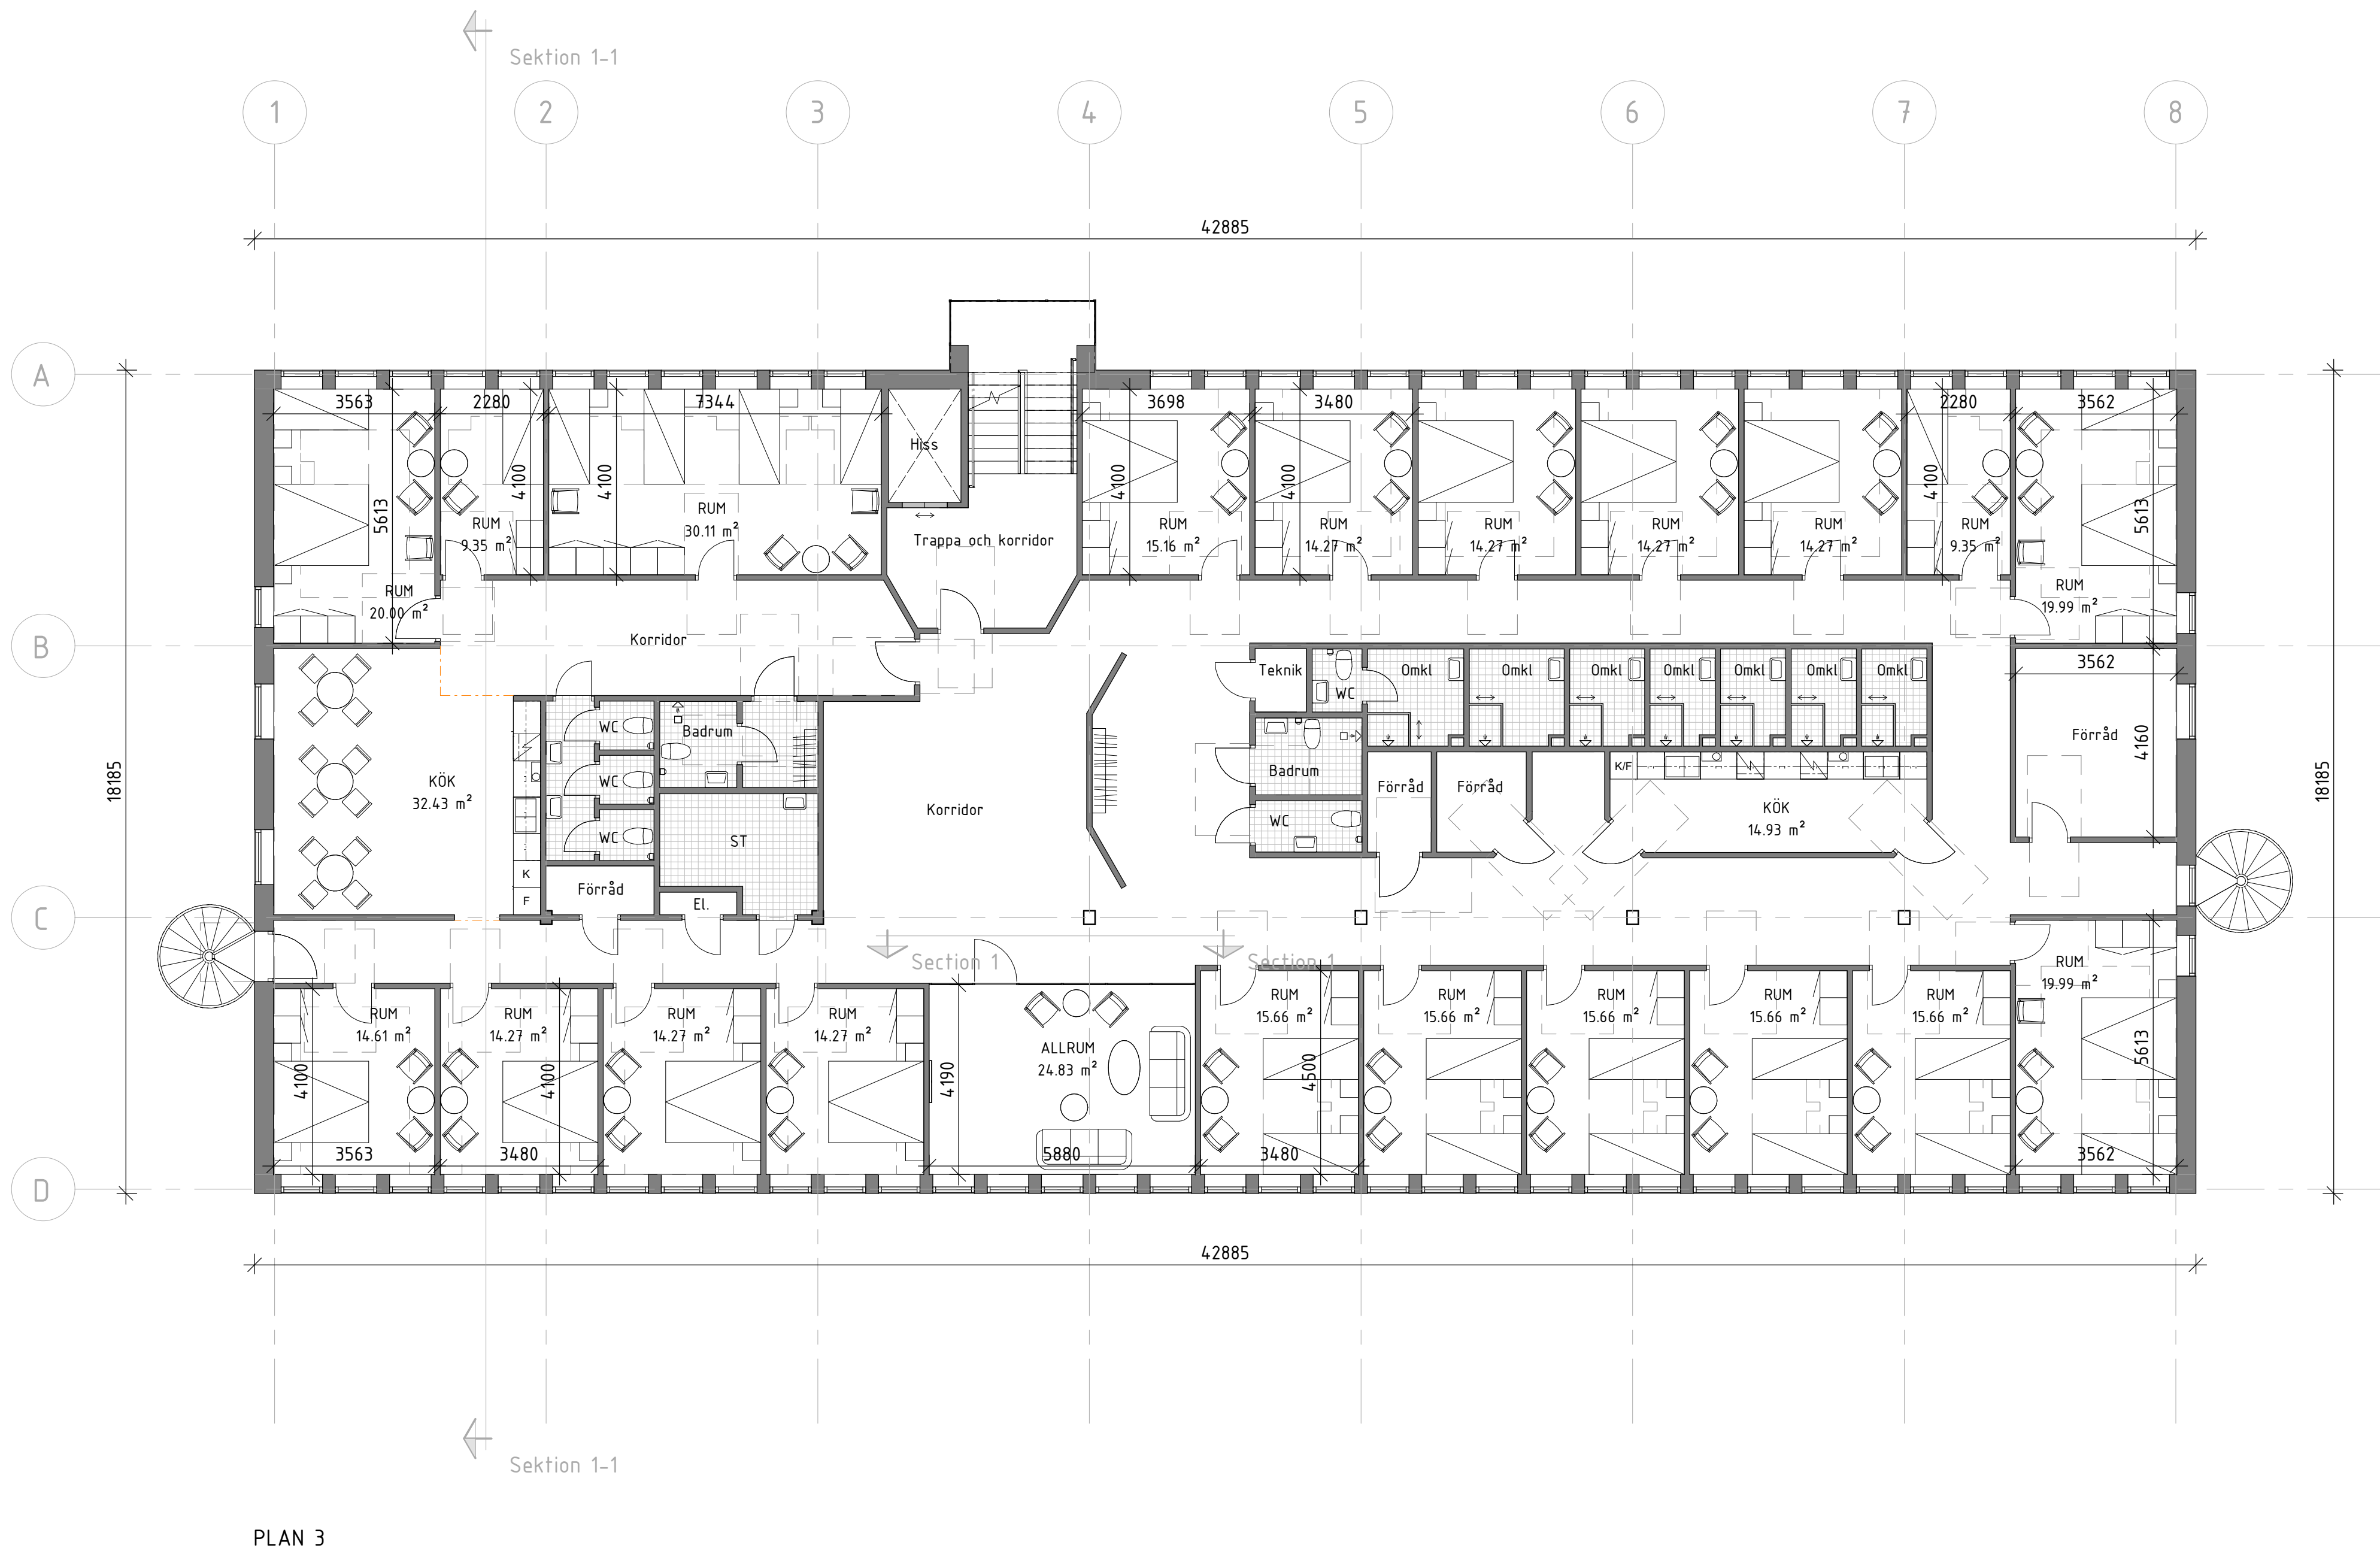 Sektion 1-1
1
2
3
4
5
6
7
8
42885
A
3563
2280
7344
3698
3480
2280
3562
Hiss
4100
4100
4100
4100
4100
5613
5613
RUM
9.35 m²
RUM
30.11 m²
Trappa och korridor
RUM
15.16 m²
RUM
14.27 m²
RUM
14.27 m²
RUM
14.27 m²
RUM
14.27 m²
RUM
9.35 m²
RUM
20.00 m²
RUM
19.99 m²
B
Korridor
3562
Teknik
WC
Omkl
Omkl
Omkl
Omkl
Omkl
Omkl
Omkl
WC
Badrum
Förråd
4160
18185
18185
KÖK
32.43 m²
WC
Badrum
Förråd
Förråd
K/F
KÖK
14.93 m²
Korridor
WC
WC
ST
K
F
Förråd
El.
C
Section 1
Section 1
RUM
19.99 m²
RUM
14.61 m²
RUM
14.27 m²
RUM
14.27 m²
RUM
14.27 m²
ALLRUM
24.83 m²
RUM
15.66 m²
RUM
15.66 m²
RUM
15.66 m²
RUM
15.66 m²
RUM
15.66 m²
4100
4100
4190
4500
5613
3563
3480
5880
3480
3562
D
42885
Sektion 1-1
PLAN 3